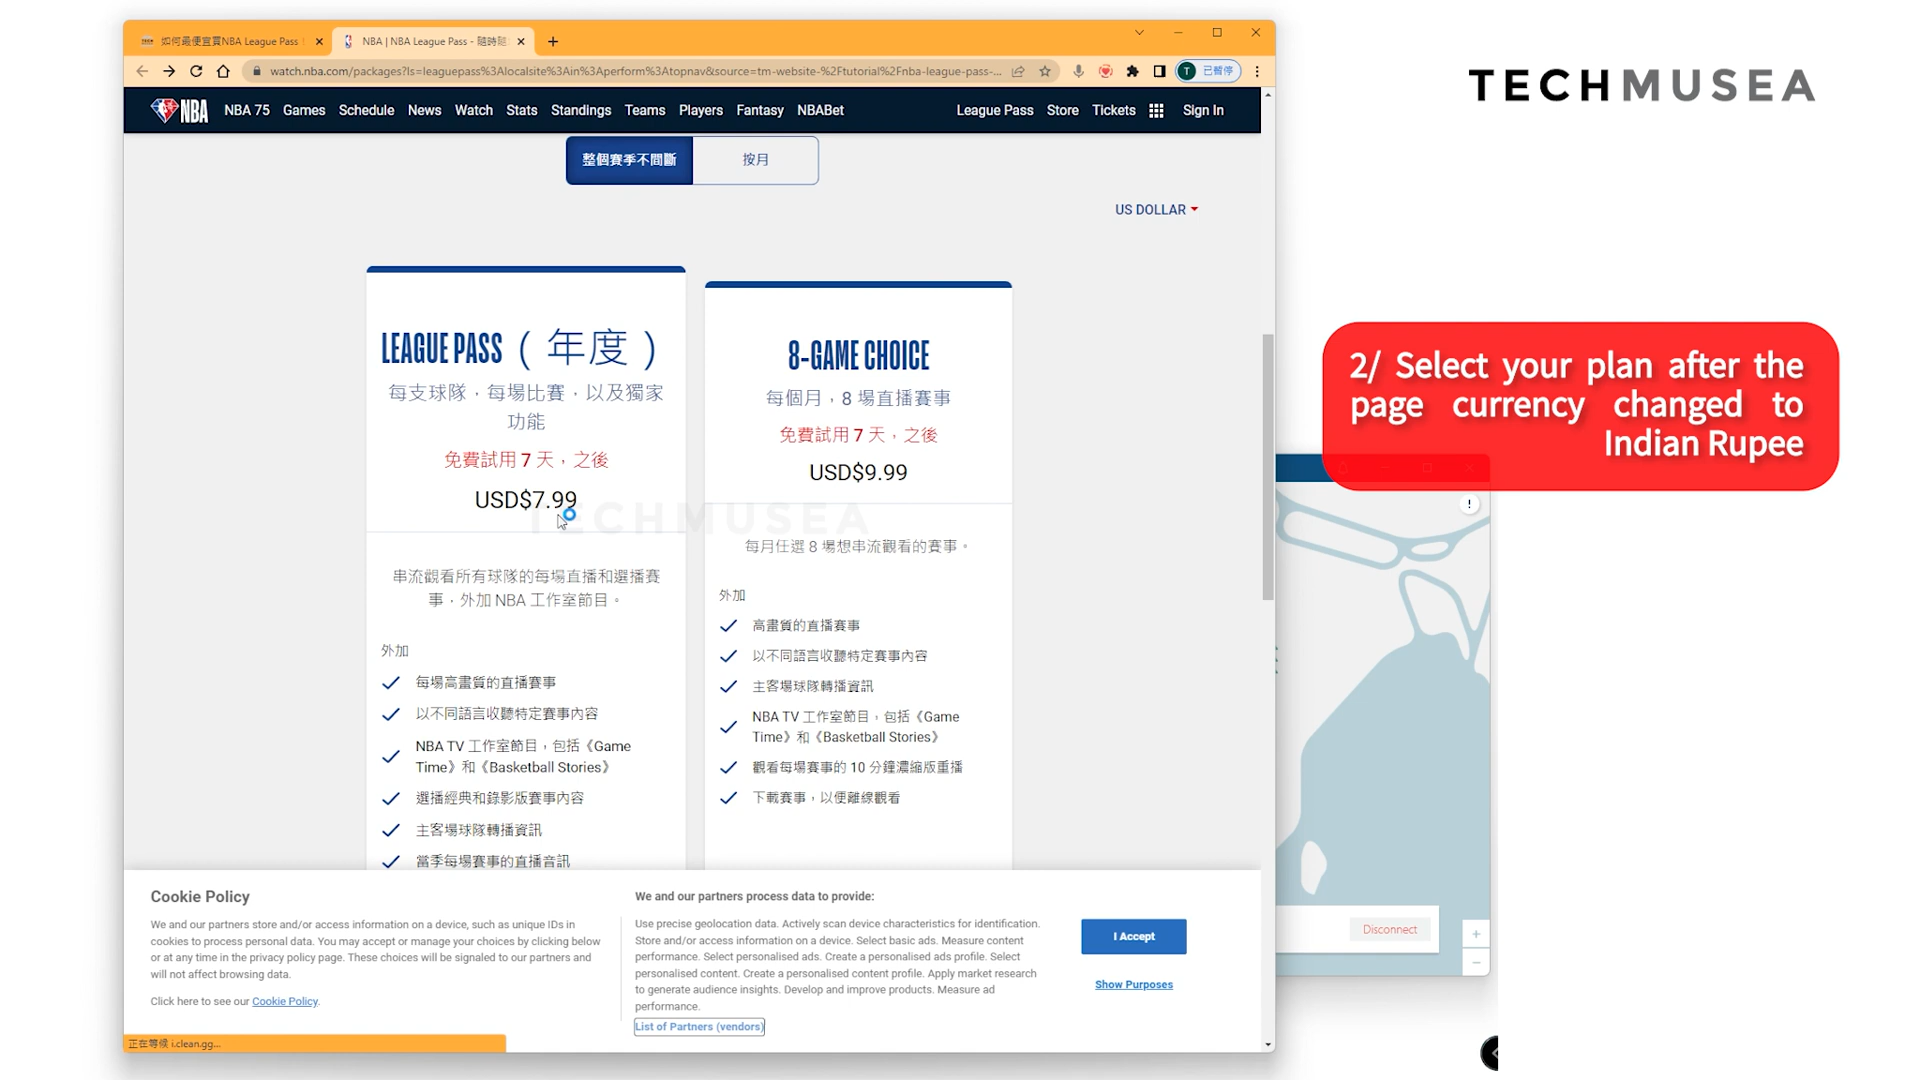 如何最便宜買NBA League Pass
NBA | NBA League Pass - 隨時隨
watch.nba.com/packages?ls=leaguepass%3Alocalsite%3Ain%3Aperform%3Atopnav&source=tm-website-%2Ftutorial%2Fnba-league-pass-...
T 已暫停
TECHMUSEA
NBA NBA 75 Games Schedule News Watch Stats Standings Teams Players Fantasy NBABet League Pass Store Tickets Sign In
整個賽季不間斷 按月
US DOLLAR
LEAGUE PASS（年度）
每支球隊，每場比賽，以及獨家
功能
免費試用 7 天，之後
USD$7.99
串流觀看所有球隊的每場直播和選播賽
事，外加 NBA 工作室節目。
外加
每場高畫質的直播賽事
以不同語言收聽特定賽事內容
NBA TV 工作室節目，包括《Game
Time》和《Basketball Stories》
選播經典和錄影版賽事內容
主客場球隊轉播資訊
當季每場賽事的直播音訊
8-GAME CHOICE
每個月，8 場直播賽事
免費試用 7 天，之後
USD$9.99
每月任選 8 場想串流觀看的賽事。
外加
高畫質的直播賽事
以不同語言收聽特定賽事內容
主客場球隊轉播資訊
NBA TV 工作室節目，包括《Game
Time》和《Basketball Stories》
觀看每場賽事的 10 分鐘濃縮版重播
下載賽事，以便離線觀看
TECHMUSEA
2/ Select your plan after the
page currency changed to
Indian Rupee
Cookie Policy
We and our partners store and/or access information on a device, such as unique IDs in
cookies to process personal data. You may accept or manage your choices by clicking below
or at any time in the privacy policy page. These choices will be signaled to our partners and
will not affect browsing data.
Click here to see our Cookie Policy.
We and our partners process data to provide:
Use precise geolocation data. Actively scan device characteristics for identification.
Store and/or access information on a device. Select basic ads. Measure content
performance. Select personalised ads. Create a personalised ads profile. Select
personalised content. Create a personalised content profile. Apply market research
to generate audience insights. Develop and improve products. Measure ad
performance.
List of Partners (vendors)
I Accept
Show Purposes
Disconnect
正在等候 i.clean.gg...